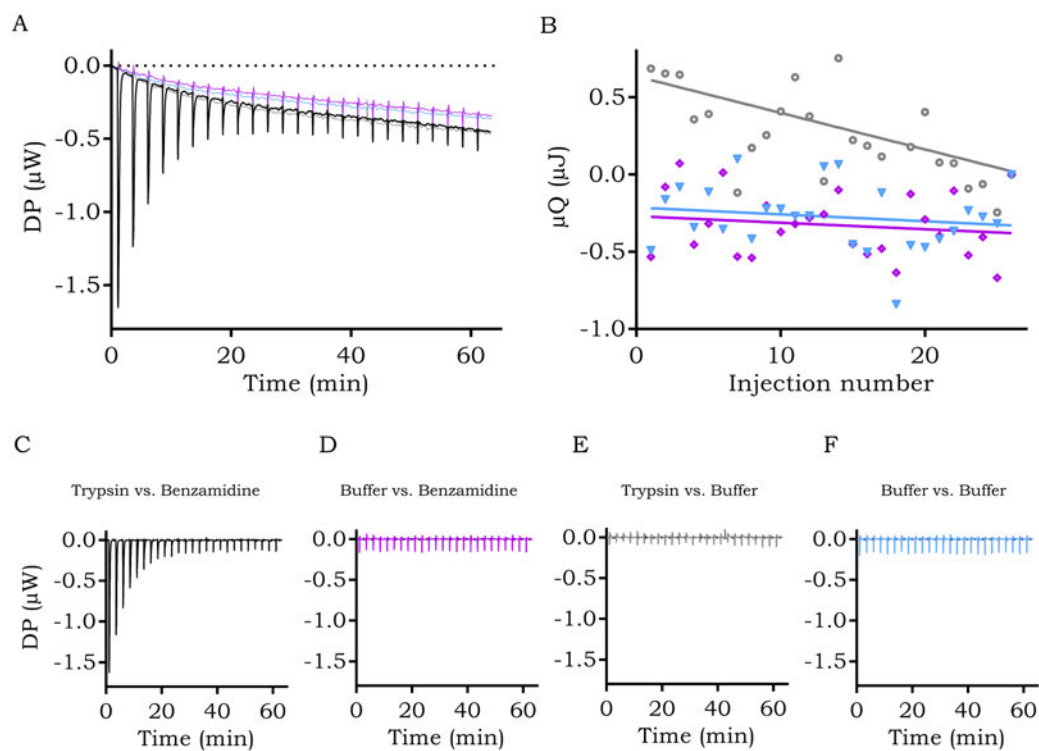 A
B
0.0
-0.5
-1.0
-1.5
DP (µW)
0
20
40
60
Time (min)
0.5
0.0
-0.5
-1.0
µQ (µJ)
0
10
20
Injection number
C
D
E
F
Trypsin vs. Benzamidine
Buffer vs. Benzamidine
Trypsin vs. Buffer
Buffer vs. Buffer
0.0
-0.5
-1.0
-1.5
DP (µW)
0
20
40
60
Time (min)
0.0
-0.5
-1.0
-1.5
0
20
40
60
Time (min)
0.0
-0.5
-1.0
-1.5
0
20
40
60
Time (min)
0.0
-0.5
-1.0
-1.5
0
20
40
60
Time (min)